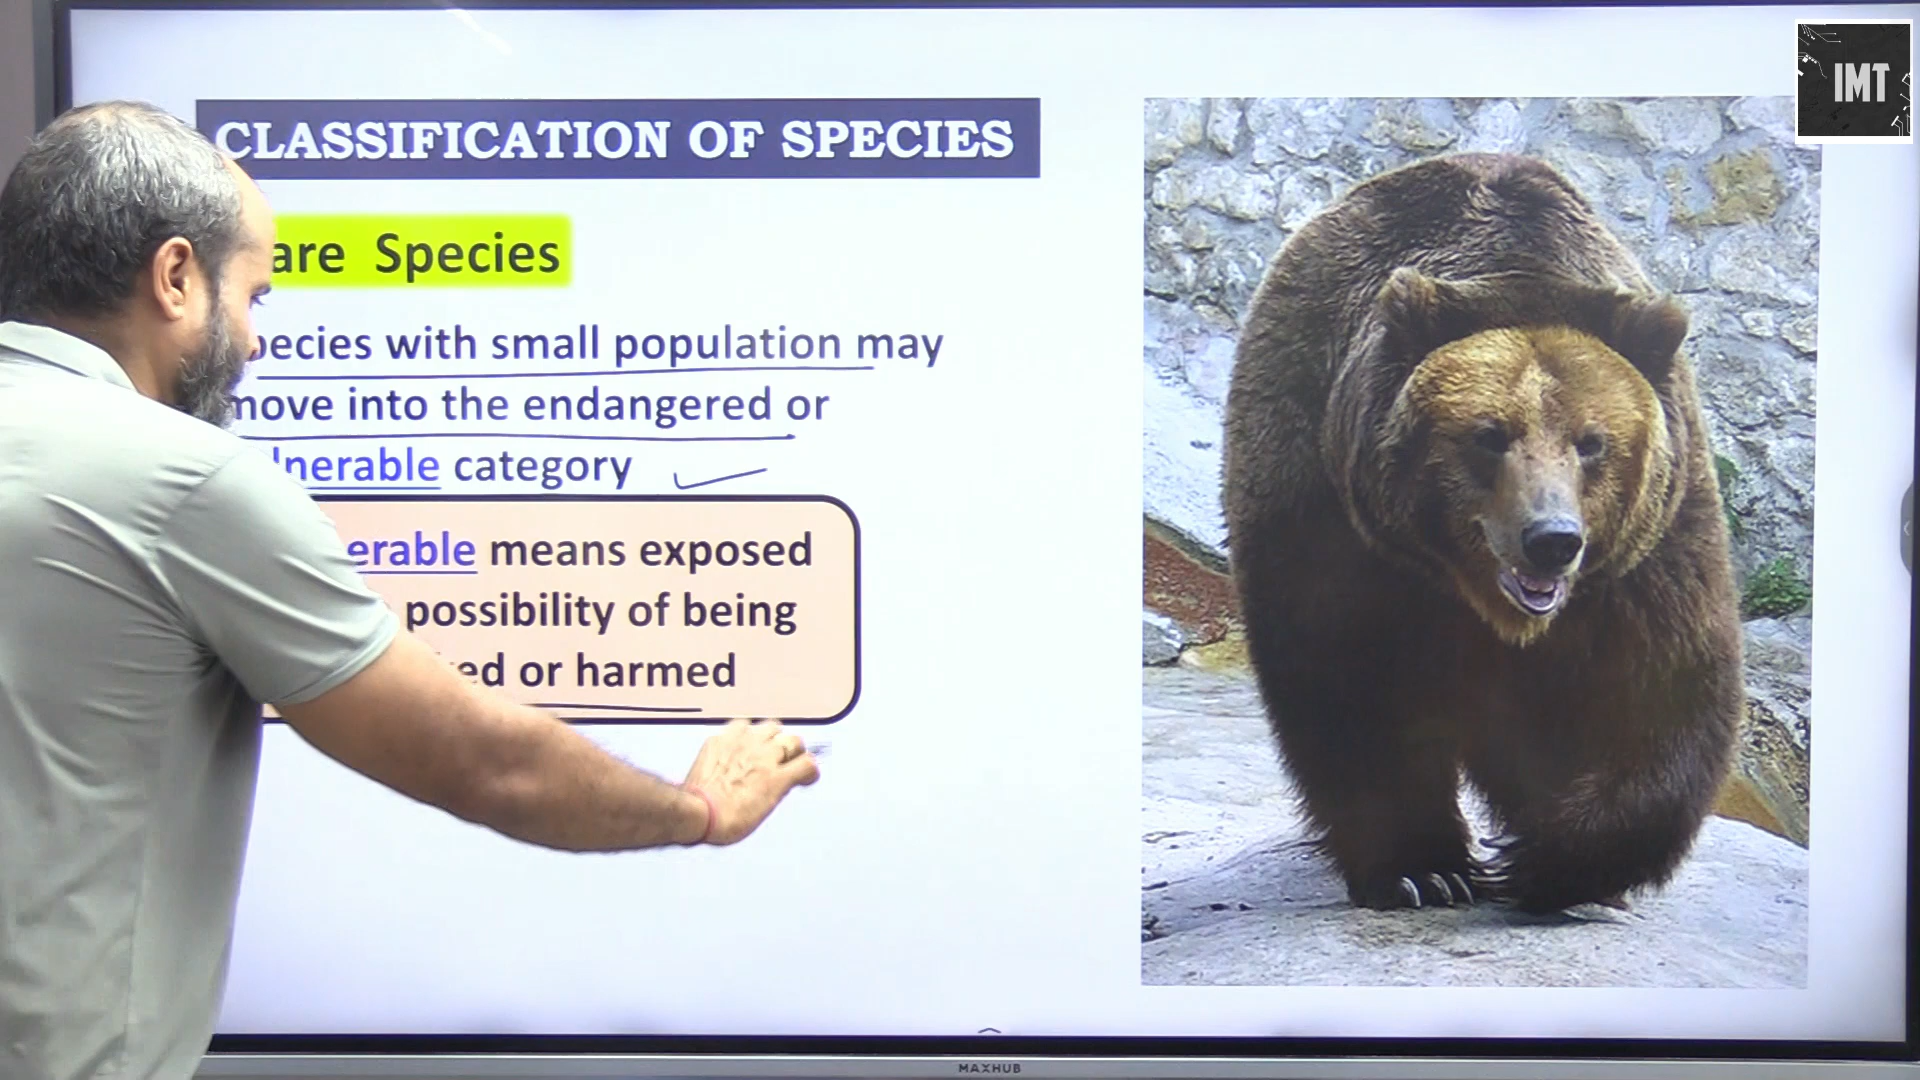 CLASSIFICATION OF SPECIES
are Species
pecies with small population may
move into the endangered or
lnerable category
erable means exposed
possibility of being
ed or harmed
IMT
MAXHUB